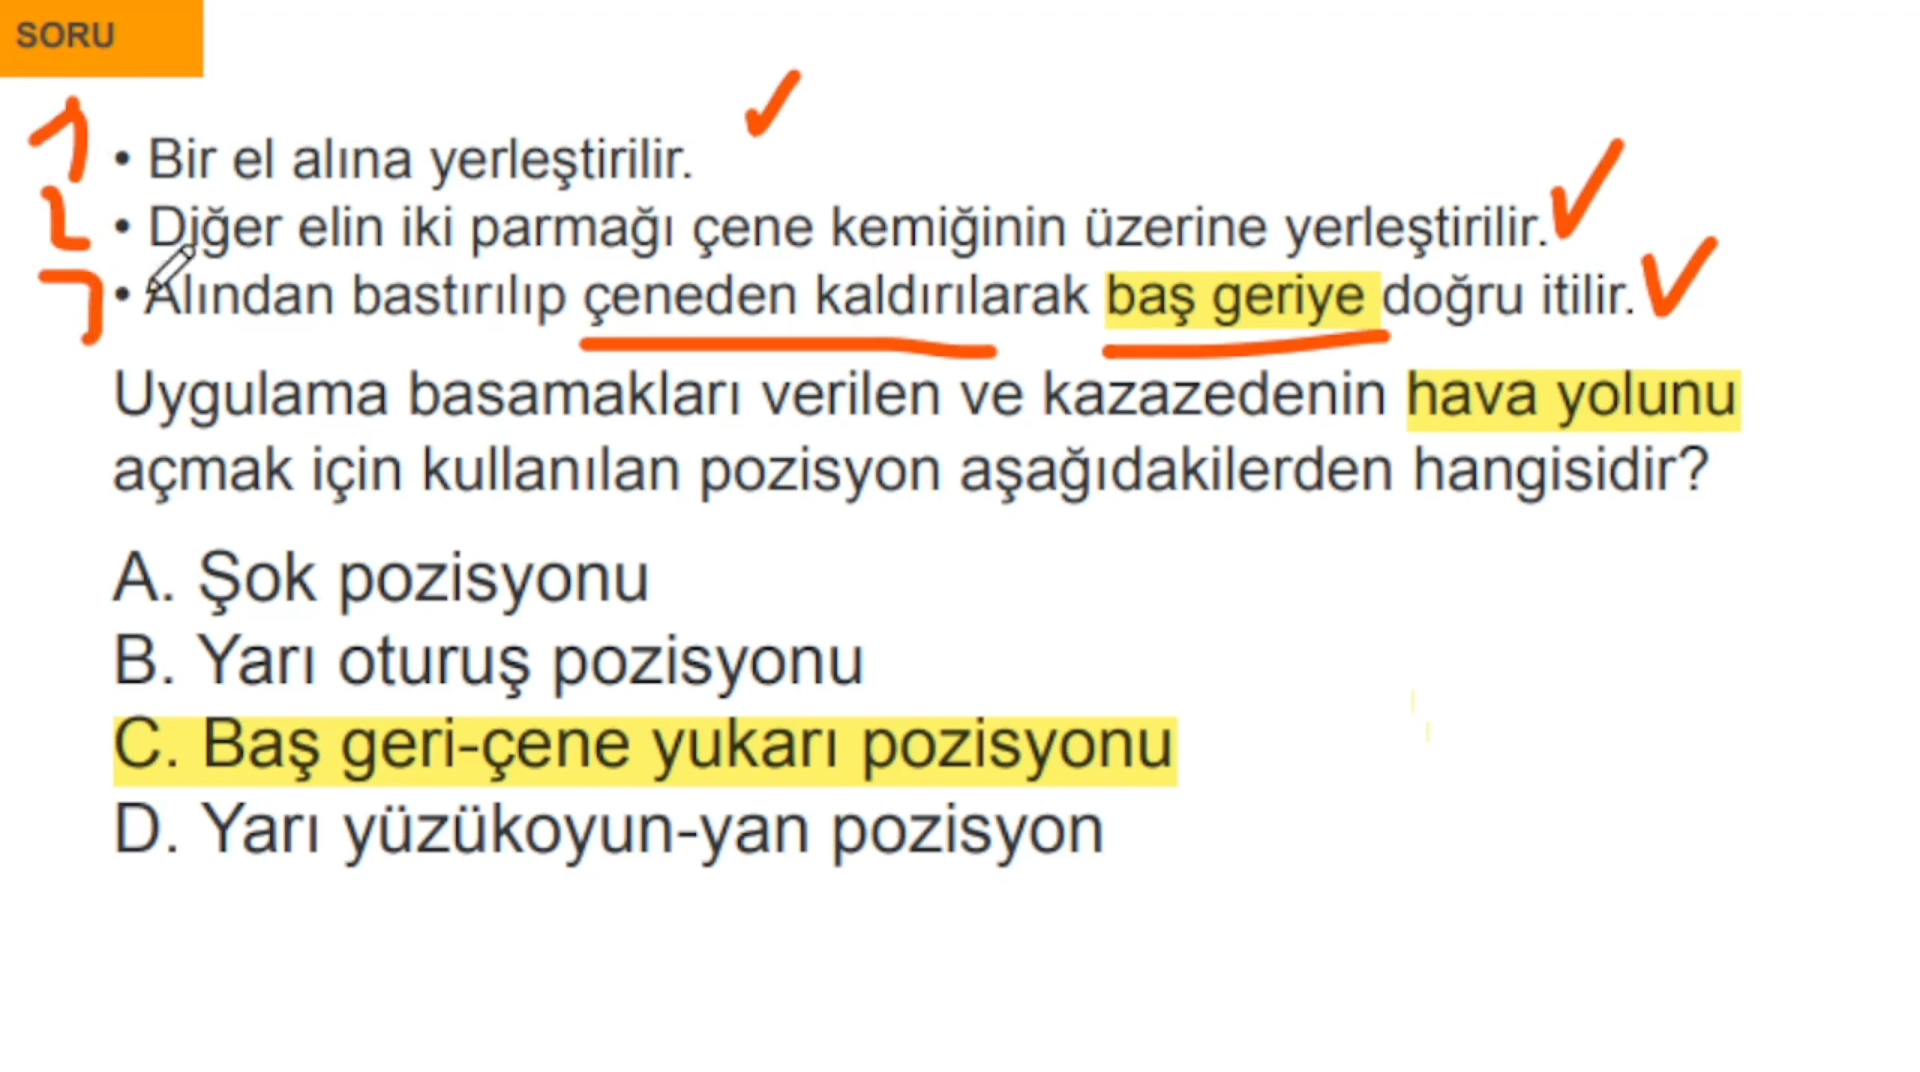 SORU
1
• Bir el alına yerleştirilir.
• Diğer elin iki parmağı çene kemiğinin üzerine yerleştirilir.
• Alından bastırılıp çeneden kaldırılarak baş geriye doğru itilir.
Uygulama basamakları verilen ve kazazedenin hava yolunu
açmak için kullanılan pozisyon aşağıdakilerden hangisidir?
A. Şok pozisyonu
B. Yarı oturuş pozisyonu
C. Baş geri-çene yukarı pozisyonu
D. Yarı yüzükoyun-yan pozisyon